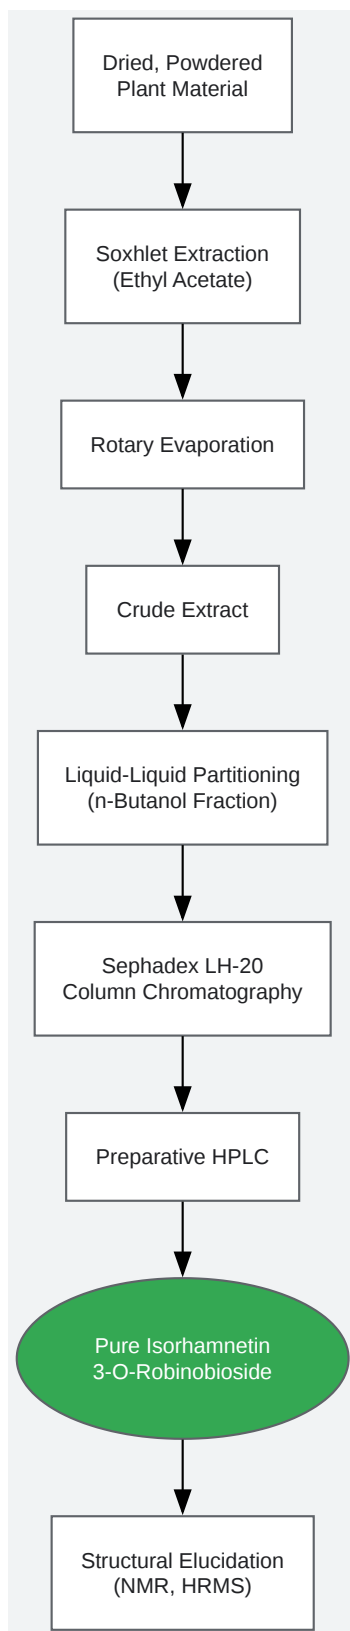 Dried, Powdered
Plant Material
Soxhlet Extraction
(Ethyl Acetate)
Rotary Evaporation
Crude Extract
Liquid-Liquid Partitioning
(n-Butanol Fraction)
Sephadex LH-20
Column Chromatography
Preparative HPLC
Pure Isorhamnetin
3-O-Robinobioside
Structural Elucidation
(NMR, HRMS)